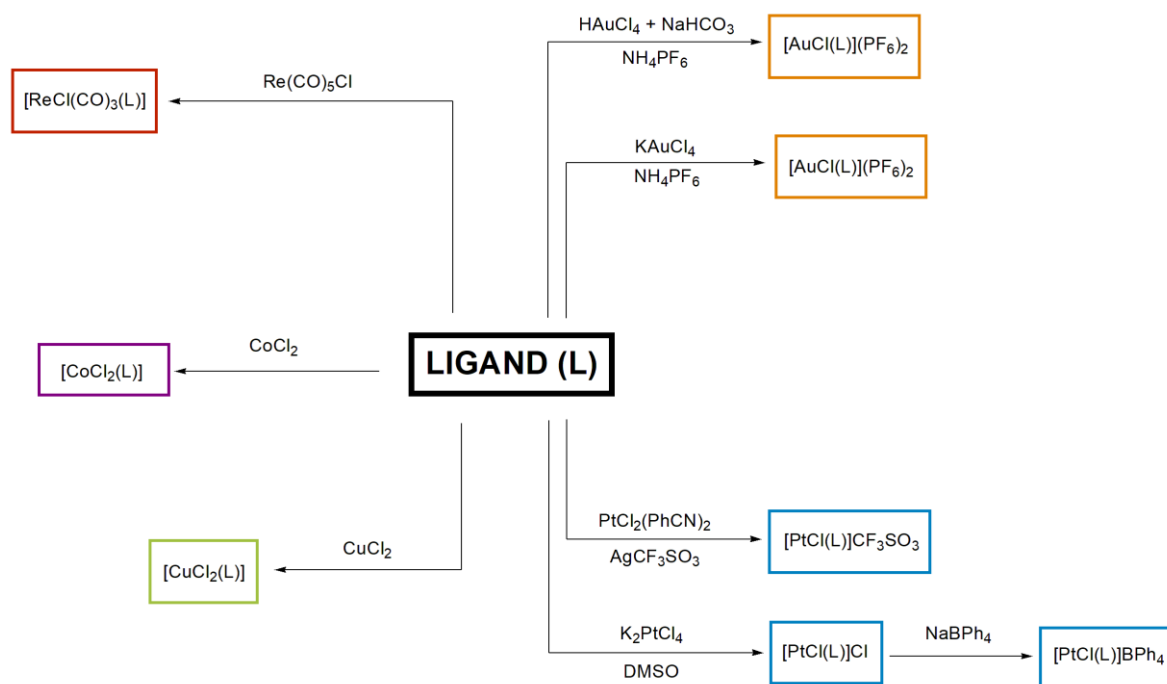 HAuCl₄ + NaHCO₃
NH₄PF₆
[AuCl(L)](PF₆)₂
Re(CO)₅Cl
[ReCl(CO)₃(L)]
KAuCl₄
NH₄PF₆
[AuCl(L)](PF₆)₂
CoCl₂
[CoCl₂(L)]
LIGAND (L)
CuCl₂
[CuCl₂(L)]
PtCl₂(PhCN)₂
AgCF₃SO₃
[PtCl(L)]CF₃SO₃
K₂PtCl₄
DMSO
[PtCl(L)]Cl
NaBPh₄
[PtCl(L)]BPh₄